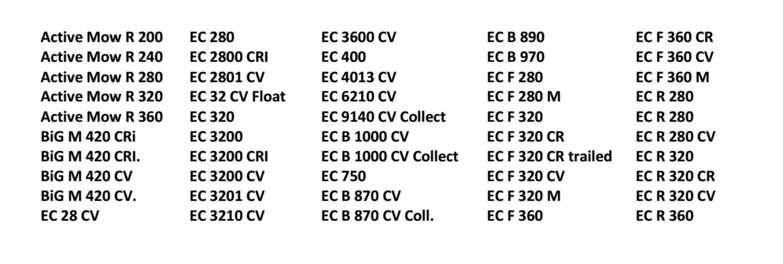 Active Mow R 200 EC 280 EC 3600 CV EC B 890 EC F 360 CR
Active Mow R 240 EC 2800 CRI EC 400 EC B 970 EC F 360 CV
Active Mow R 280 EC 2801 CV EC 4013 CV EC F 280 EC F 360 M
Active Mow R 320 EC 32 CV Float EC 6210 CV EC F 280 M EC R 280
Active Mow R 360 EC 320 EC 9140 CV Collect EC F 320 EC R 280
BiG M 420 CRi EC 3200 EC B 1000 CV EC F 320 CR EC R 280 CV
BiG M 420 CRI. EC 3200 CRI EC B 1000 CV Collect EC F 320 CR trailed EC R 320
BiG M 420 CV EC 3200 CV EC 750 EC F 320 CV EC R 320 CR
BiG M 420 CV. EC 3201 CV EC B 870 CV EC F 320 M EC R 320 CV
EC 28 CV EC 3210 CV EC B 870 CV Coll. EC F 360 EC R 360